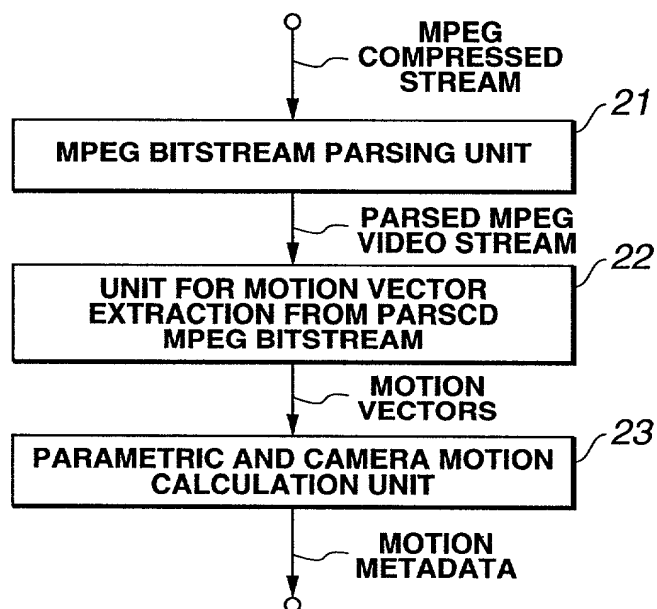 MPEG
COMPRESSED
STREAM
21
MPEG BITSTREAM PARSING UNIT
PARSED MPEG
VIDEO STREAM
22
UNIT FOR MOTION VECTOR
EXTRACTION FROM PARSCD
MPEG BITSTREAM
MOTION
VECTORS
23
PARAMETRIC AND CAMERA MOTION
CALCULATION UNIT
MOTION
METADATA